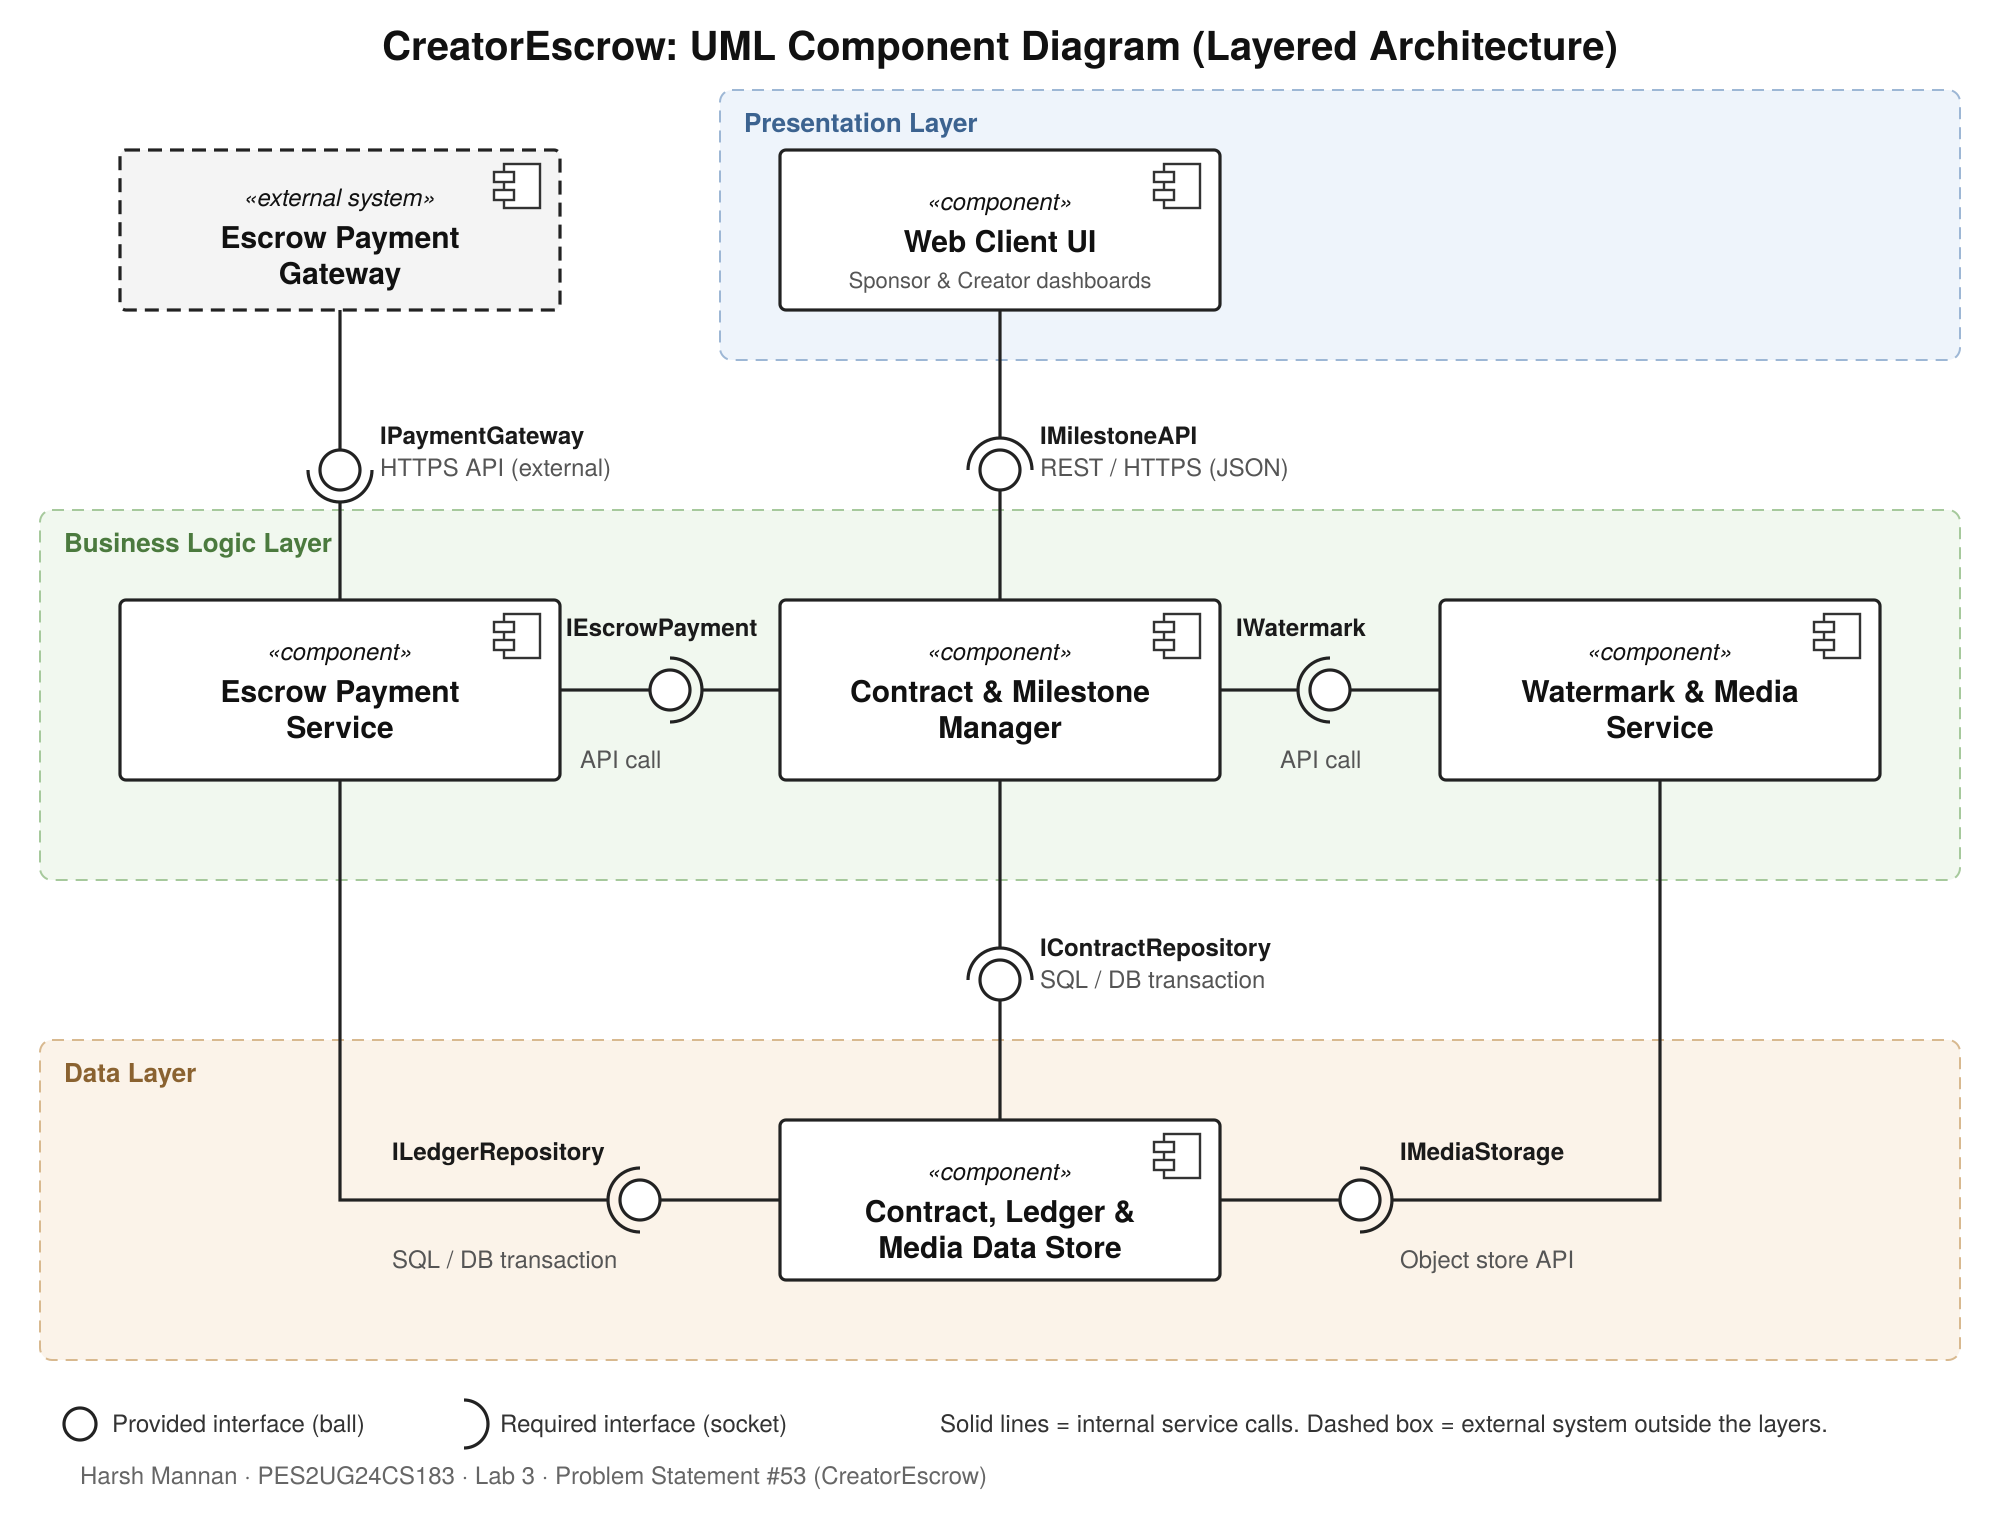 CreatorEscrow: UML Component Diagram (Layered Architecture)
Presentation Layer
«external system»
Escrow Payment
Gateway
«component»
Web Client UI
Sponsor & Creator dashboards
IPaymentGateway
HTTPS API (external)
IMilestoneAPI
REST / HTTPS (JSON)
Business Logic Layer
«component»
Escrow Payment
Service
IEscrowPayment
API call
«component»
Contract & Milestone
Manager
IWatermark
API call
«component»
Watermark & Media
Service
IContractRepository
SQL / DB transaction
Data Layer
ILedgerRepository
SQL / DB transaction
«component»
Contract, Ledger &
Media Data Store
IMediaStorage
Object store API
Provided interface (ball)
Required interface (socket)
Solid lines = internal service calls. Dashed box = external system outside the layers.
Harsh Mannan · PES2UG24CS183 · Lab 3 · Problem Statement #53 (CreatorEscrow)